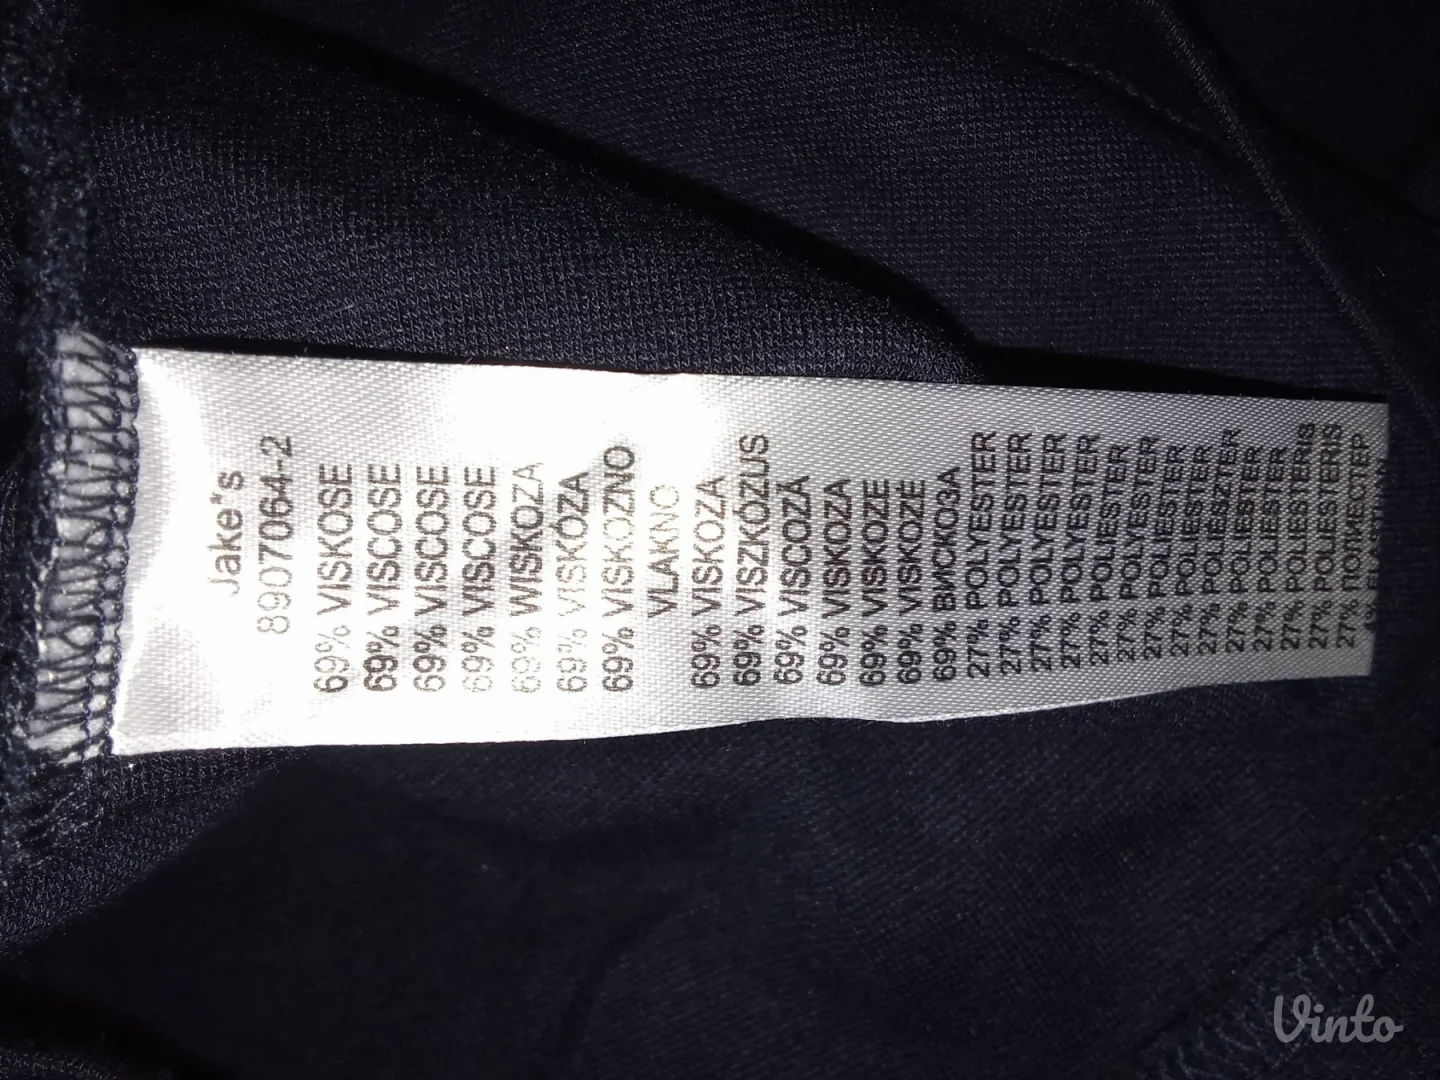 Jake*s
8907064-2
69% VISKOSE
69% VISCOSE
69% VISCOSE
69% VISCOSE
69% WISKOZA
69% VISKÓZA
69% VISKOZNO
VLAKNO
69% VISKOZA
69% VISZKÓZUS
69% VISCOZĂ
69% VISKOZA
69% VISKOZE
69% VISKOZĖ
69% ВИСКОЗА
27% POLYESTER
27% POLYESTER
27% POLYESTER
27% POLYESTER
27% POLIESTER
27% POLYESTER
27% POLIESTER
27% POLIESTER
27% POLIÉSZTER
27% POLIESTER
27% POLIESTER
27% POLIESTERIS
27% POLIESTERIS
27% ПОЛИЕСТЕР
Vinto